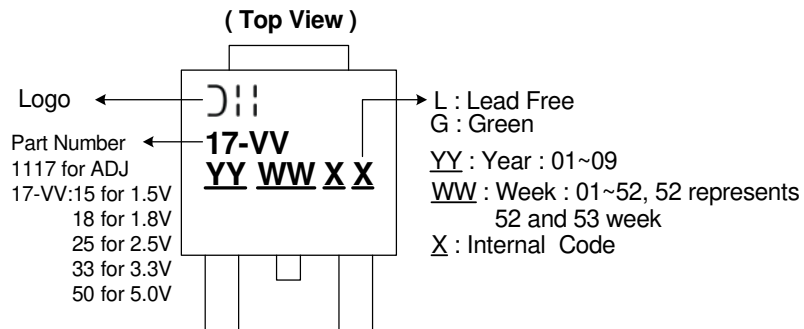 ( Top View )
Logo
17-VV
YY WW X X
Part Number
1117 for ADJ
17-VV:15 for 1.5V
18 for 1.8V
25 for 2.5V
33 for 3.3V
50 for 5.0V
L : Lead Free
G : Green
YY : Year : 01~09
WW : Week : 01~52, 52 represents
52 and 53 week
X : Internal Code